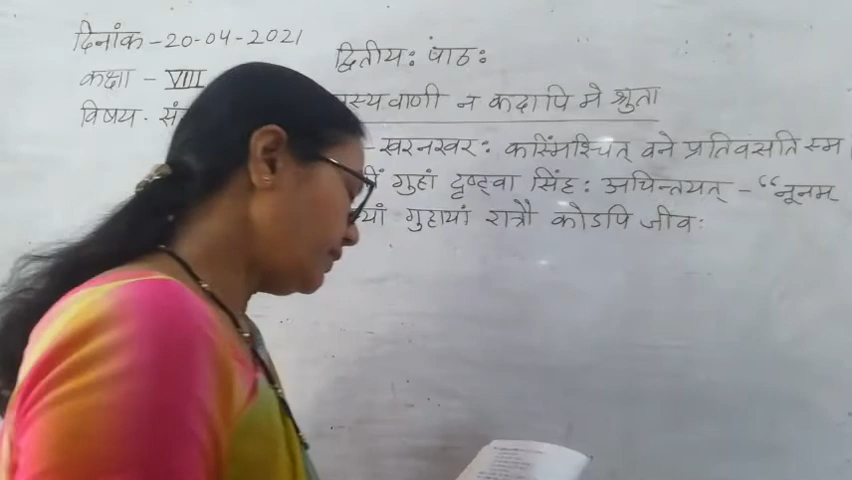 दिनांक - 20-04-2021
द्वितीय: पाठ:
कक्षा - VIII
विषय - सं
स्यवाणी न कदापि मे श्रुता
- खरनखर: कस्मिंश्चित् वने प्रतिवसति स्म
गुहां दृष्ट्वा सिंह: अचिन्तयत् - “नूनम्
यां गुहायां रात्रौ कोऽपि जीव: